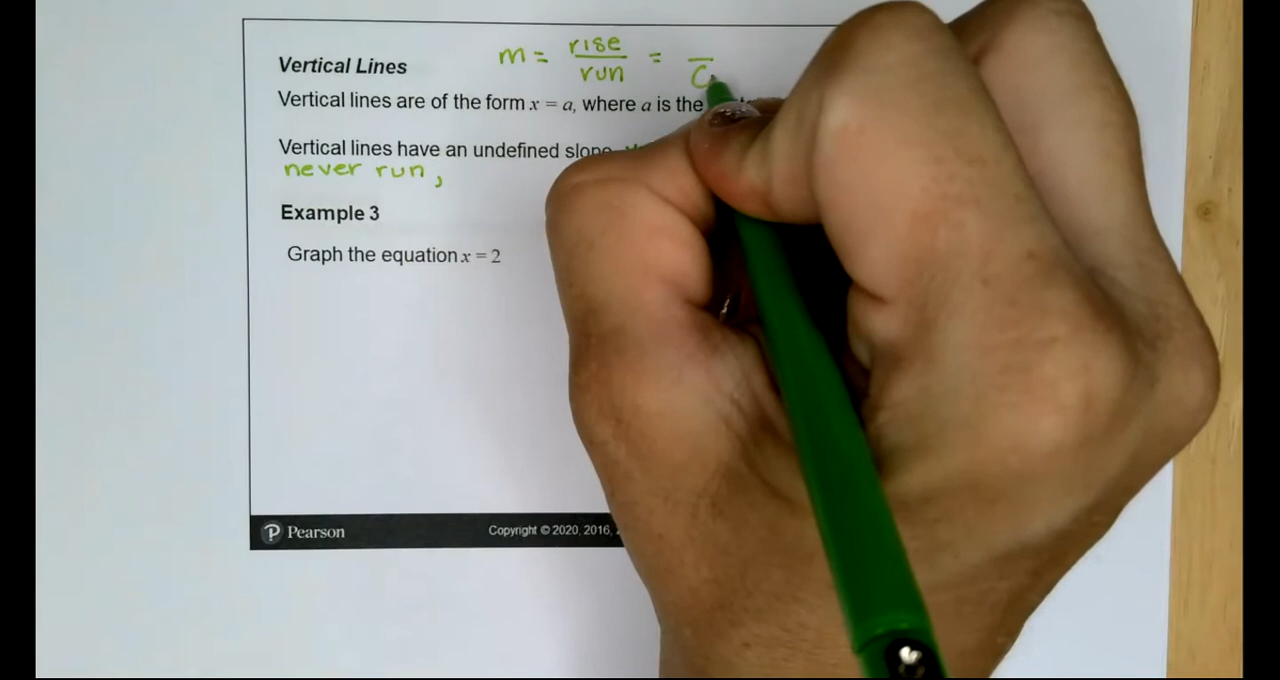 Vertical Lines m = rise/run =
Vertical lines are of the form x = a, where a is the
Vertical lines have an undefined slope
never run,
Example 3
Graph the equation x = 2
Pearson Copyright © 2020, 2016,